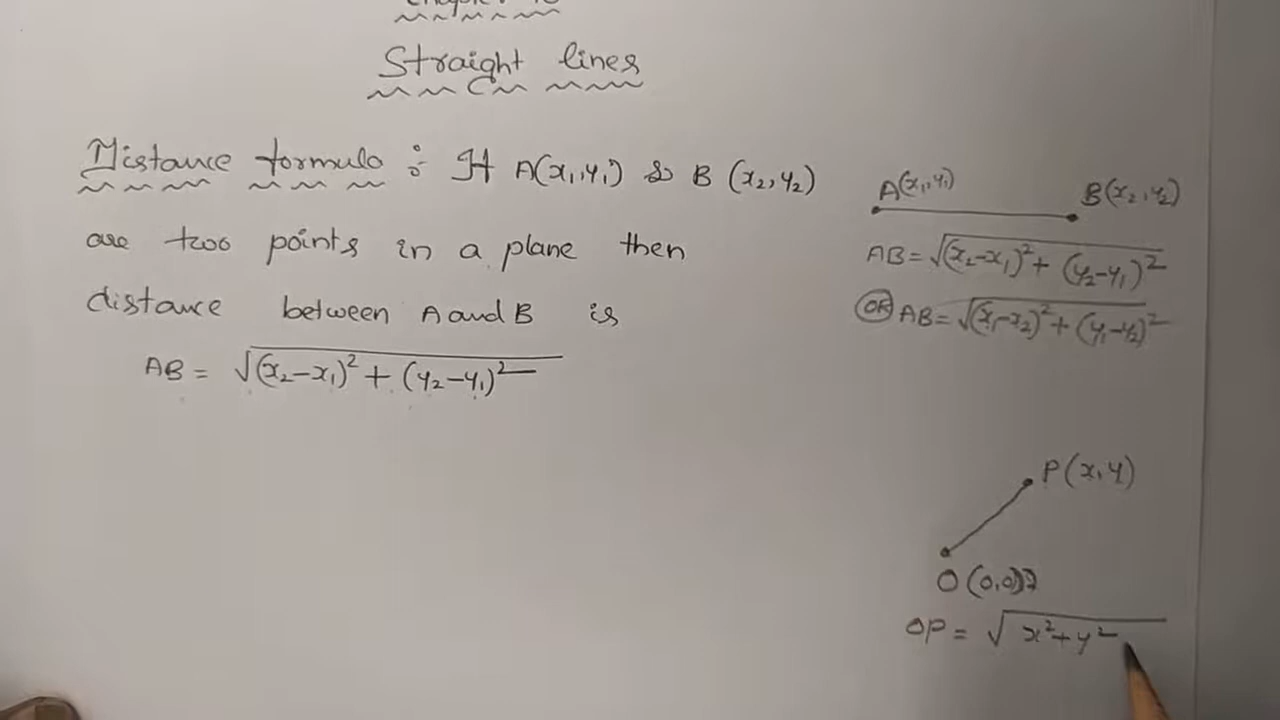 Straight lines
Distance formula : If A(x₁,y₁) & B (x₂,y₂)
are two points in a plane then
distance between A and B is
AB = √(x₂-x₁)² + (y₂-y₁)²
A(x₁,y₁)
B(x₂,y₂)
AB = √(x₂-x₁)² + (y₂-y₁)²
OR AB = √(x₁-x₂)² + (y₁-y₂)²
P(x,y)
O (0,0)
OP = √x²+y²